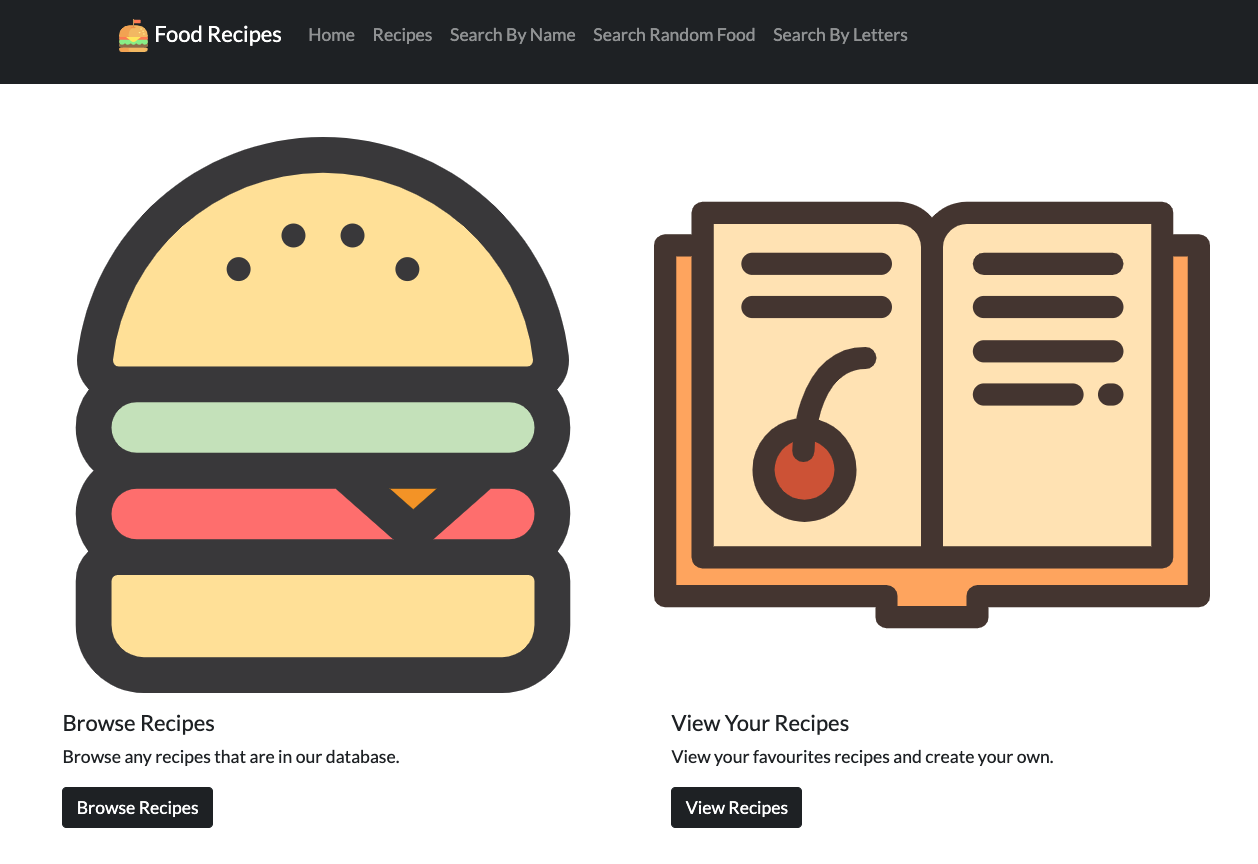 Food Recipes Home Recipes Search By Name Search Random Food Search By Letters
Browse Recipes
Browse any recipes that are in our database.
Browse Recipes
View Your Recipes
View your favourites recipes and create your own.
View Recipes